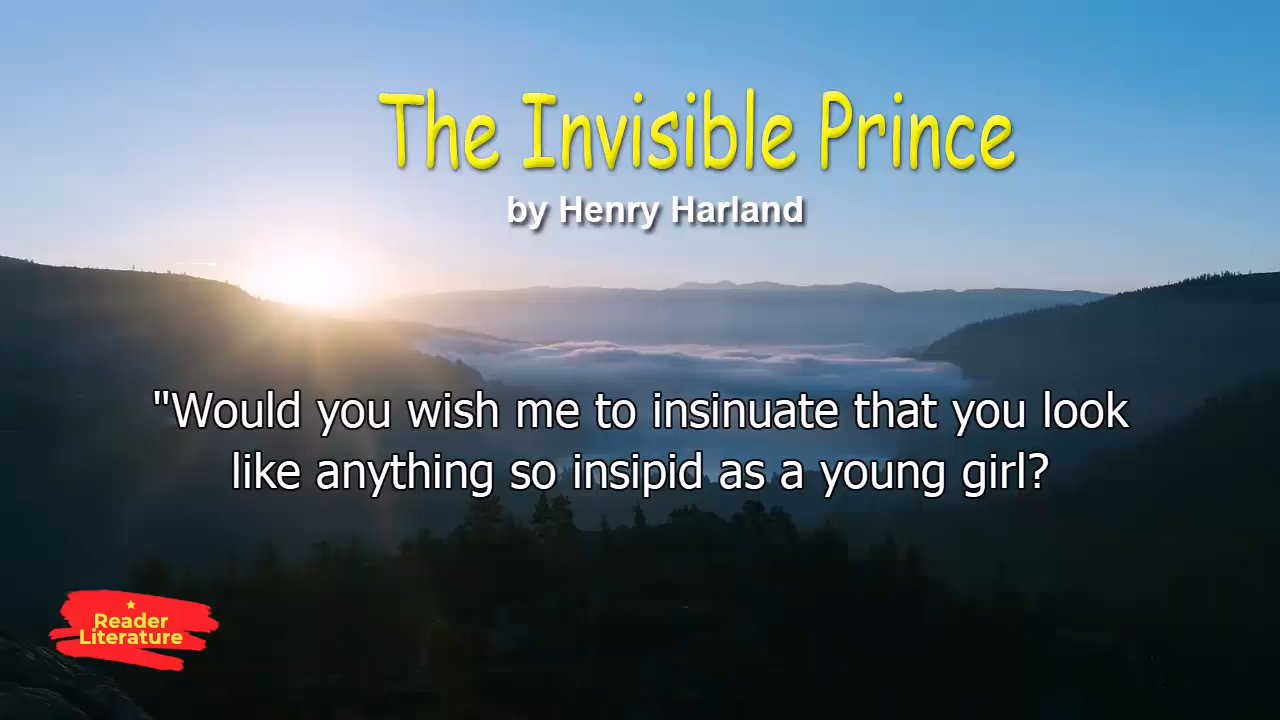 The Invisible Prince
by Henry Harland
"Would you wish me to insinuate that you look
like anything so insipid as a young girl?
Reader
Literature